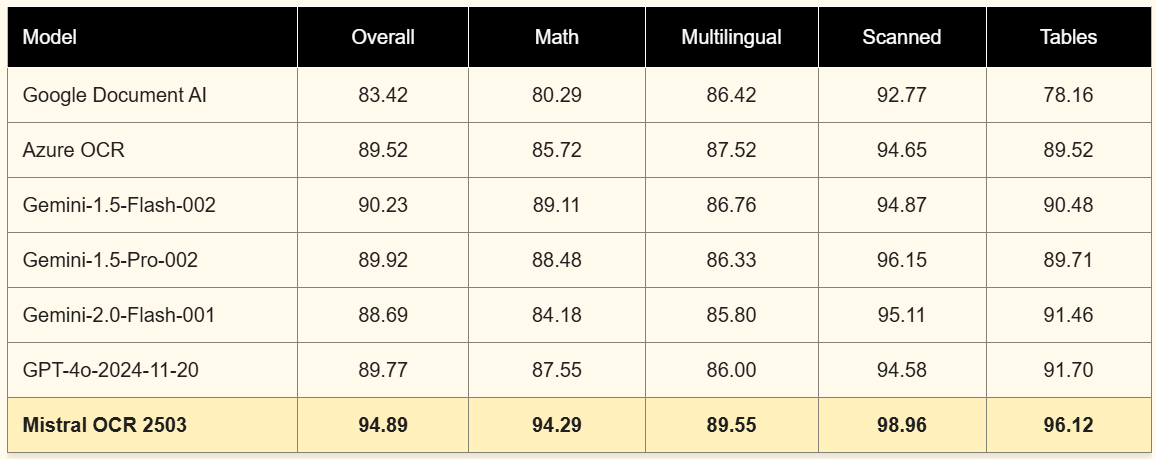 Model Overall Math Multilingual Scanned Tables
Google Document AI 83.42 80.29 86.42 92.77 78.16
Azure OCR 89.52 85.72 87.52 94.65 89.52
Gemini-1.5-Flash-002 90.23 89.11 86.76 94.87 90.48
Gemini-1.5-Pro-002 89.92 88.48 86.33 96.15 89.71
Gemini-2.0-Flash-001 88.69 84.18 85.80 95.11 91.46
GPT-4o-2024-11-20 89.77 87.55 86.00 94.58 91.70
Mistral OCR 2503 94.89 94.29 89.55 98.96 96.12